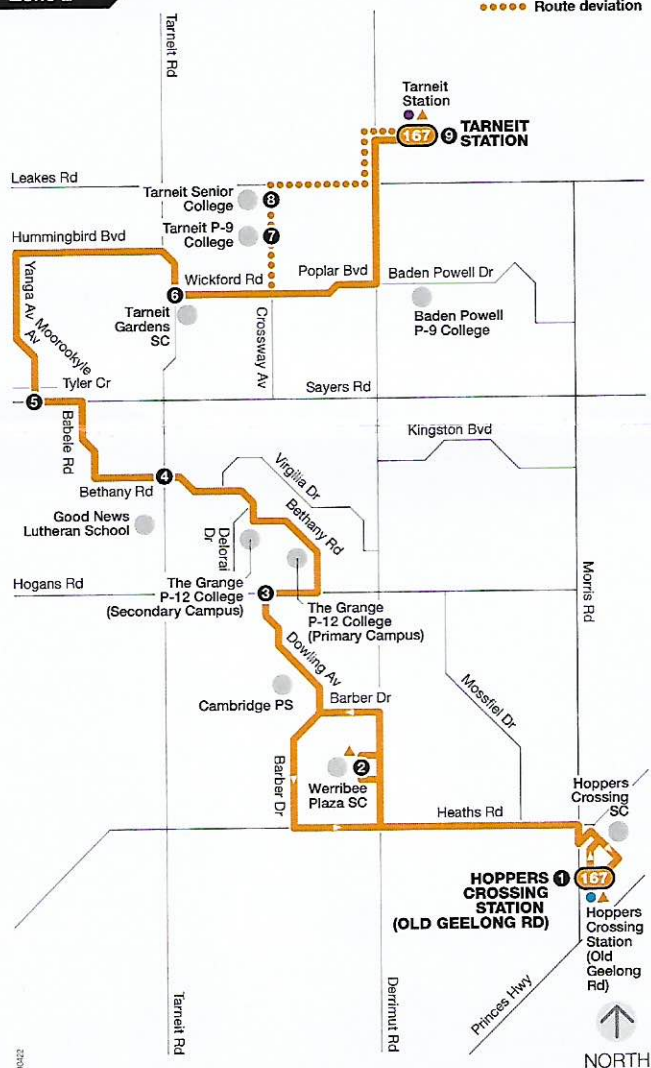 Route deviation
Tarneit Rd
Tarneit
Station
167
9
TARNEIT
STATION
Leakes Rd
Tarneit Senior
College
8
Tarneit P-9
College
7
Hummingbird Blvd
Wickford Rd
Poplar Bvd
Baden Powell Dr
Yanga Av
Moorookyle
Av
6
Tarneit
Gardens
SC
Crossway Av
Baden Powell
P-9 College
Tyler Cr
Sayers Rd
5
Babele Rd
Kingston Bvd
4
Bethany Rd
Virgilia Dr
Bethany Rd
Good News
Lutheran School
Delorai
Dr
Hogans Rd
The Grange
P-12 College
(Secondary Campus)
3
The Grange
P-12 College
(Primary Campus)
Morris Rd
Dowling Av
Mossfiel Dr
Cambridge PS
Barber Dr
Barber Dr
2
Werribee
Plaza SC
Heaths Rd
Hoppers
Crossing
SC
HOPPERS
CROSSING
STATION
(OLD GEELONG RD)
1
167
Hoppers
Crossing
Station
(Old
Geelong
Rd)
Princes Hwy
Tarneit Rd
Derrimut Rd
NORTH